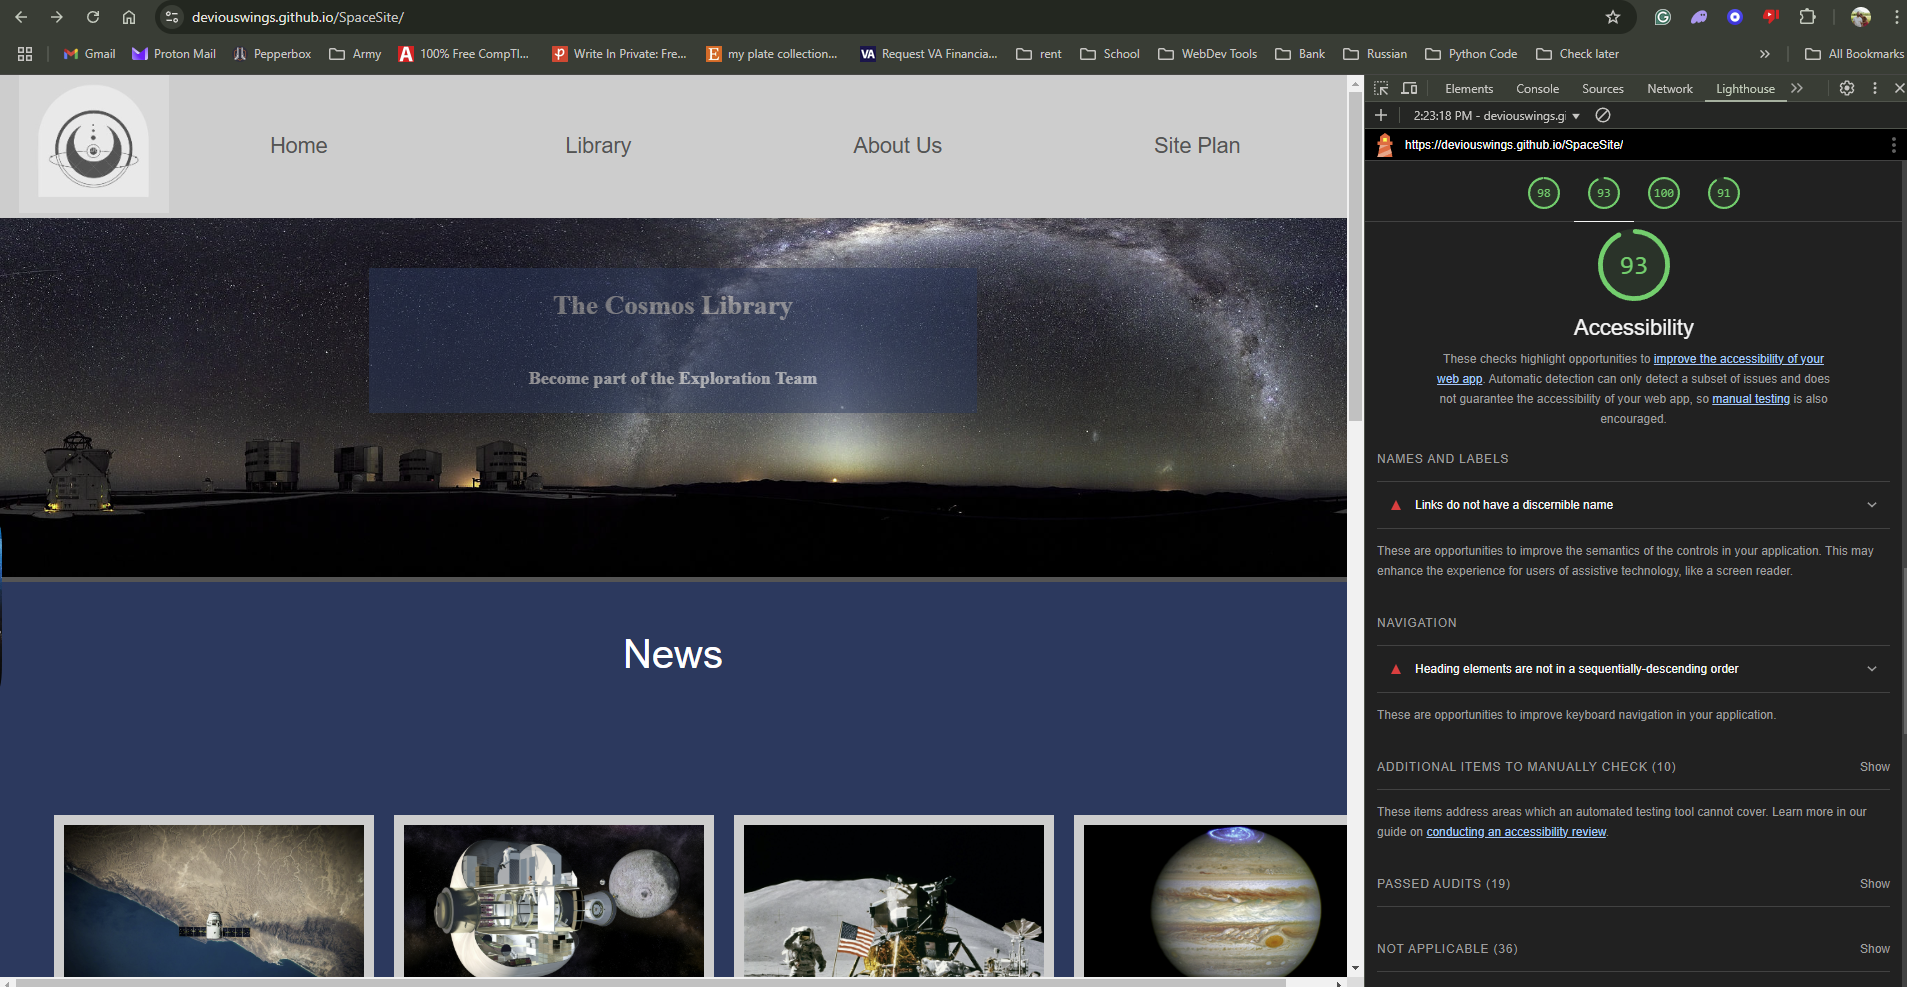 deviouswings.github.io/SpaceSite/
Gmail
Proton Mail
Pepperbox
Army
100% Free CompTI...
Write In Private: Fre...
my plate collection...
Request VA Financia...
rent
School
WebDev Tools
Bank
Russian
Python Code
Check later
»
All Bookmarks
Home
Library
About Us
Site Plan
The Cosmos Library
Become part of the Exploration Team
News
Elements
Console
Sources
Network
Lighthouse
2:23:18 PM - deviouswings.gi
https://deviouswings.github.io/SpaceSite/
98
93
100
91
93
Accessibility
These checks highlight opportunities to improve the accessibility of your
web app. Automatic detection can only detect a subset of issues and does
not guarantee the accessibility of your web app, so manual testing is also
encouraged.
NAMES AND LABELS
Links do not have a discernible name
These are opportunities to improve the semantics of the controls in your application. This may
enhance the experience for users of assistive technology, like a screen reader.
NAVIGATION
Heading elements are not in a sequentially-descending order
These are opportunities to improve keyboard navigation in your application.
ADDITIONAL ITEMS TO MANUALLY CHECK (10)
Show
These items address areas which an automated testing tool cannot cover. Learn more in our
guide on conducting an accessibility review.
PASSED AUDITS (19)
Show
NOT APPLICABLE (36)
Show